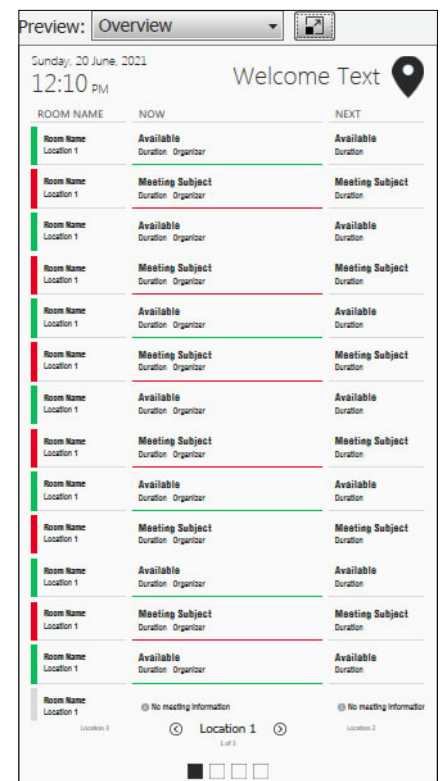 Preview: Overview
Sunday, 20 June, 2021
12:10 PM
Welcome Text
ROOM NAME NOW NEXT
Room Name Available Available
Location 1 Duration Organizer Duration
Room Name Meeting Subject Meeting Subject
Location 1 Duration Organizer Duration
Room Name Available Available
Location 1 Duration Organizer Duration
Room Name Meeting Subject Meeting Subject
Location 1 Duration Organizer Duration
Room Name Available Available
Location 1 Duration Organizer Duration
Room Name Meeting Subject Meeting Subject
Location 1 Duration Organizer Duration
Room Name Available Available
Location 1 Duration Organizer Duration
Room Name Meeting Subject Meeting Subject
Location 1 Duration Organizer Duration
Room Name Available Available
Location 1 Duration Organizer Duration
Room Name Meeting Subject Meeting Subject
Location 1 Duration Organizer Duration
Room Name Available Available
Location 1 Duration Organizer Duration
Room Name Meeting Subject Meeting Subject
Location 1 Duration Organizer Duration
Room Name Available Available
Location 1 Duration Organizer Duration
Room Name
Location 1 No meeting information No meeting informatior
Location 3 Location 1 Location 2
1 of 3